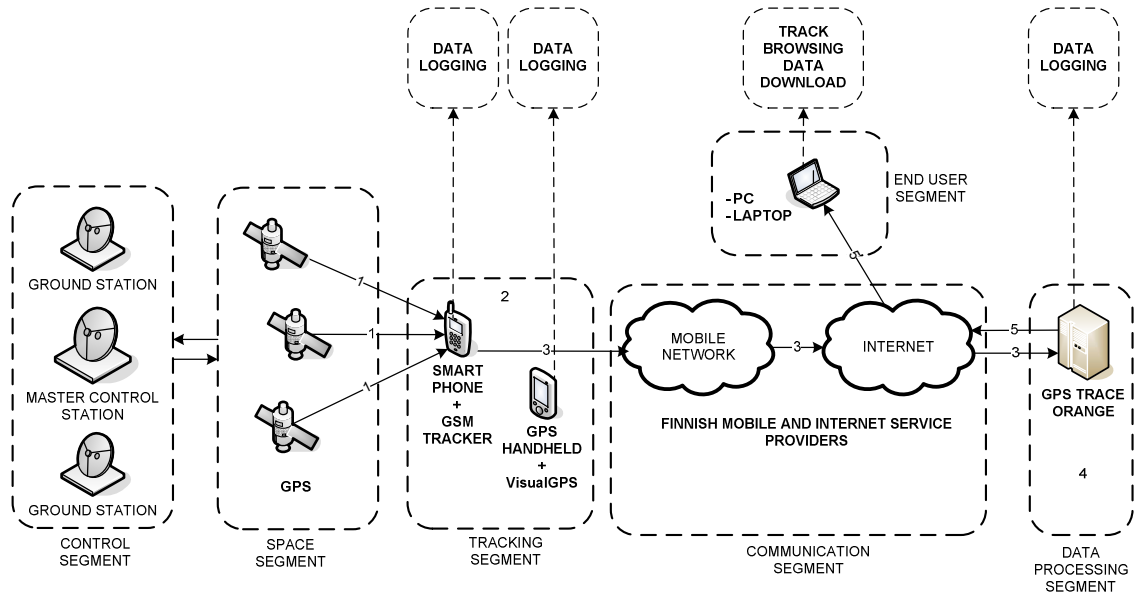 DATA
LOGGING
DATA
LOGGING
TRACK
BROWSING
DATA
DOWNLOAD
DATA
LOGGING
-PC
-LAPTOP
END USER
SEGMENT
GROUND STATION
MASTER CONTROL
STATION
GROUND STATION
CONTROL
SEGMENT
1
1
1
GPS
SPACE
SEGMENT
2
SMART
PHONE
+
GSM
TRACKER
GPS
HANDHELD
+
VisualGPS
TRACKING
SEGMENT
3
MOBILE
NETWORK
3
INTERNET
5
5
3
FINNISH MOBILE AND INTERNET SERVICE
PROVIDERS
COMMUNICATION
SEGMENT
GPS TRACE
ORANGE
4
DATA
PROCESSING
SEGMENT